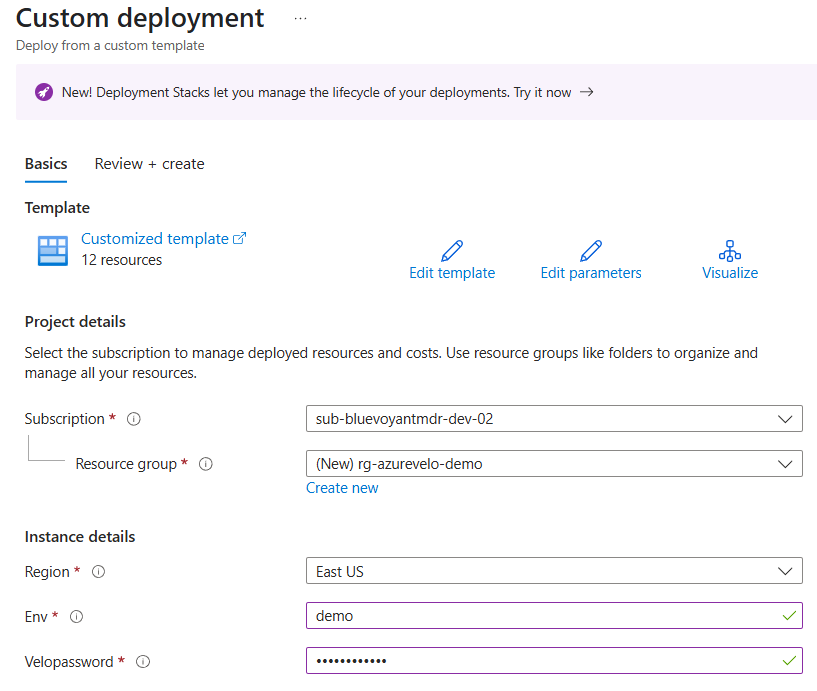 Custom deployment ...
Deploy from a custom template
New! Deployment Stacks let you manage the lifecycle of your deployments. Try it now →
Basics Review + create
Template
Customized template
12 resources
Edit template Edit parameters Visualize
Project details
Select the subscription to manage deployed resources and costs. Use resource groups like folders to organize and
manage all your resources.
Subscription * sub-bluevoyantmdr-dev-02
Resource group * (New) rg-azurevelo-demo
Create new
Instance details
Region * East US
Env * demo
Velopassword * ••••••••••••